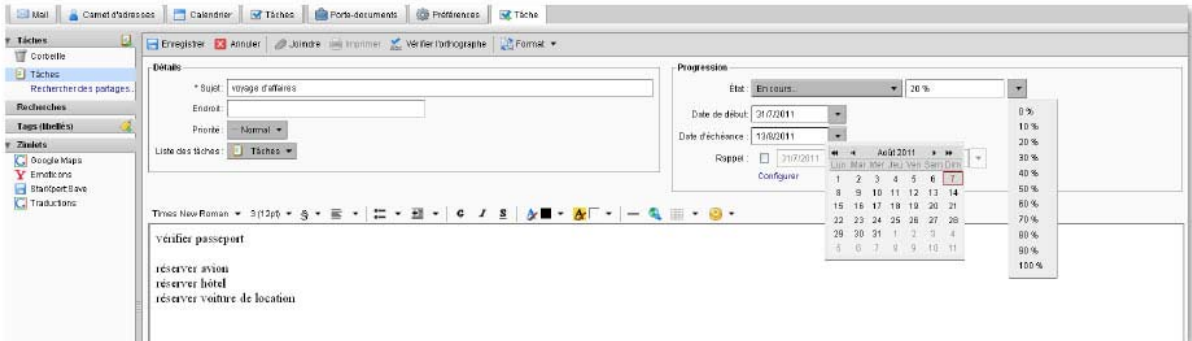 Mail Carnet d'adresses Calendrier Tâches Porte-documents Préférences Tâche
Tâches
Corbeille
Tâches
Rechercher des partages...
Recherches
Tags (libellés)
Zimlets
Google Maps
Emoticons
StarXpert Save
Traductions
Enregistrer Annuler Joindre Imprimer Vérifier l'orthographe Format
Détails
* Sujet: voyage d'affaires
Endroit:
Priorité: Normal
Liste des tâches: Tâches
Progression
État: En cours... 20 %
Date de début: 31/7/2011
Date d'échéance: 13/8/2011
Rappel: 31/7/2011
Configurer
Août 2011
Lun Mar Mer Jeu Ven Sam Dim
1 2 3 4 5 6 7
8 9 10 11 12 13 14
15 16 17 18 19 20 21
22 23 24 25 26 27 28
29 30 31 1 2 3 4
5 6 7 8 9 10 11
0 %
10 %
20 %
30 %
40 %
50 %
60 %
70 %
80 %
90 %
100 %
Times New Roman 3 (12pt) G I S
vérifier passeport
réserver avion
réserver hôtel
réserver voiture de location